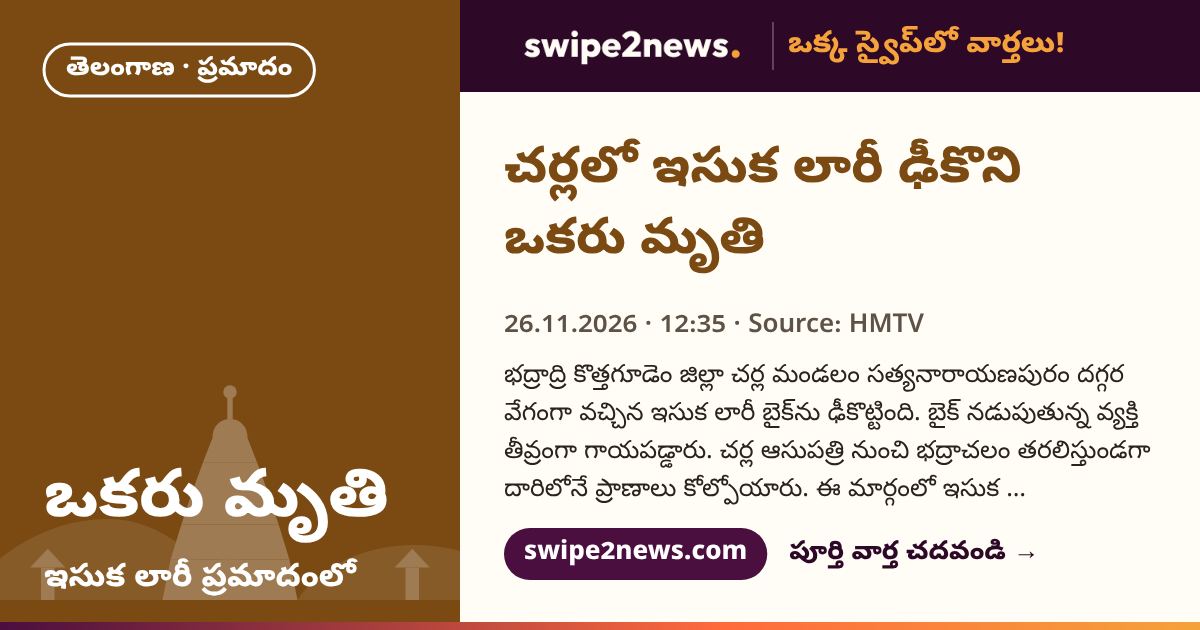 తెలంగాణ · ప్రమాదం
ఒకరు మృతి
ఇసుక లారీ ప్రమాదంలో
swipe2news.
ఒక్క స్వైప్‌లో వార్తలు!
చర్లలో ఇసుక లారీ ఢీకొని
ఒకరు మృతి
26.11.2026 · 12:35 · Source: HMTV
భద్రాద్రి కొత్తగూడెం జిల్లా చర్ల మండలం సత్యనారాయణపురం దగ్గర
వేగంగా వచ్చిన ఇసుక లారీ బైక్‌ను ఢీకొట్టింది. బైక్ నడుపుతున్న వ్యక్తి
తీవ్రంగా గాయపడ్డారు. చర్ల ఆసుపత్రి నుంచి భద్రాచలం తరలిస్తుండగా
దారిలోనే ప్రాణాలు కోల్పోయారు. ఈ మార్గంలో ఇసుక ...
swipe2news.com
పూర్తి వార్త చదవండి →